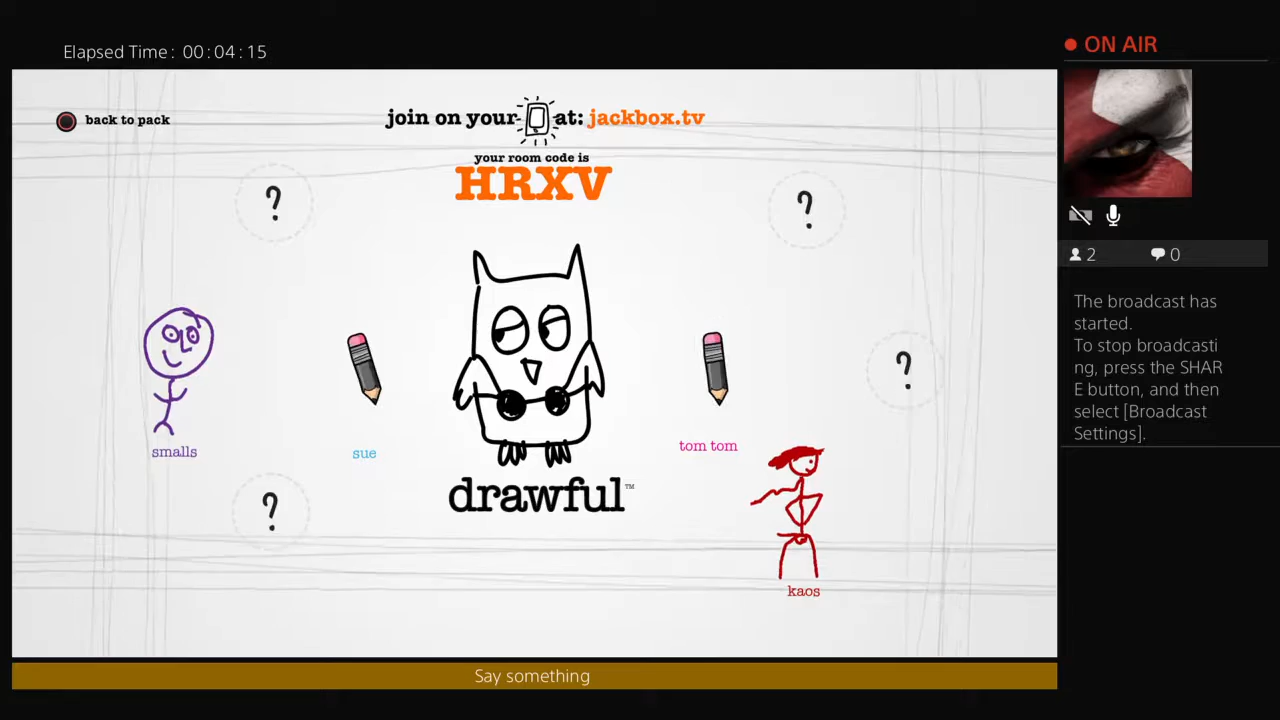 Elapsed Time: 00:04:15
ON AIR
back to pack
join on your at: jackbox.tv
your room code is
HRXV
?
?
2
0
The broadcast has
started.
To stop broadcasti
ng, press the SHAR
E button, and then
select [Broadcast
Settings].
?
smalls
sue
tom tom
drawful™
?
kaos
Say something